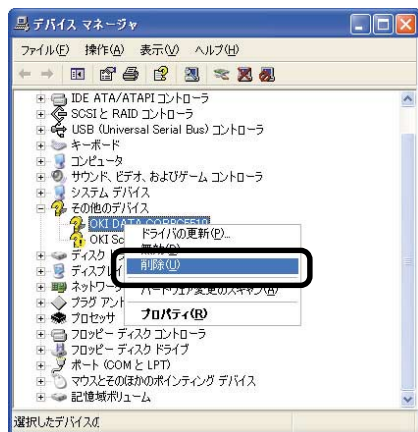 デバイス マネージャ
ファイル(F) 操作(A) 表示(V) ヘルプ(H)
IDE ATA/ATAPI コントローラ
SCSI と RAID コントローラ
USB (Universal Serial Bus) コントローラ
キーボード
コンピュータ
サウンド、ビデオ、およびゲーム コントローラ
システム デバイス
その他のデバイス
OKI DATA CORPC5510
OKI Sc
ドライバの更新(P)...
無効(D)
削除(U)
ハードウェア変更のスキャン(A)
プロパティ(R)
ディスク ド
ディスプレイ
ネットワーク
プラグ アン
プロセッサ
フロッピー ディスク コントローラ
フロッピー ディスク ドライブ
ポート (COM と LPT)
マウスとそのほかのポインティング デバイス
記憶域ボリューム
選択したデバイスの